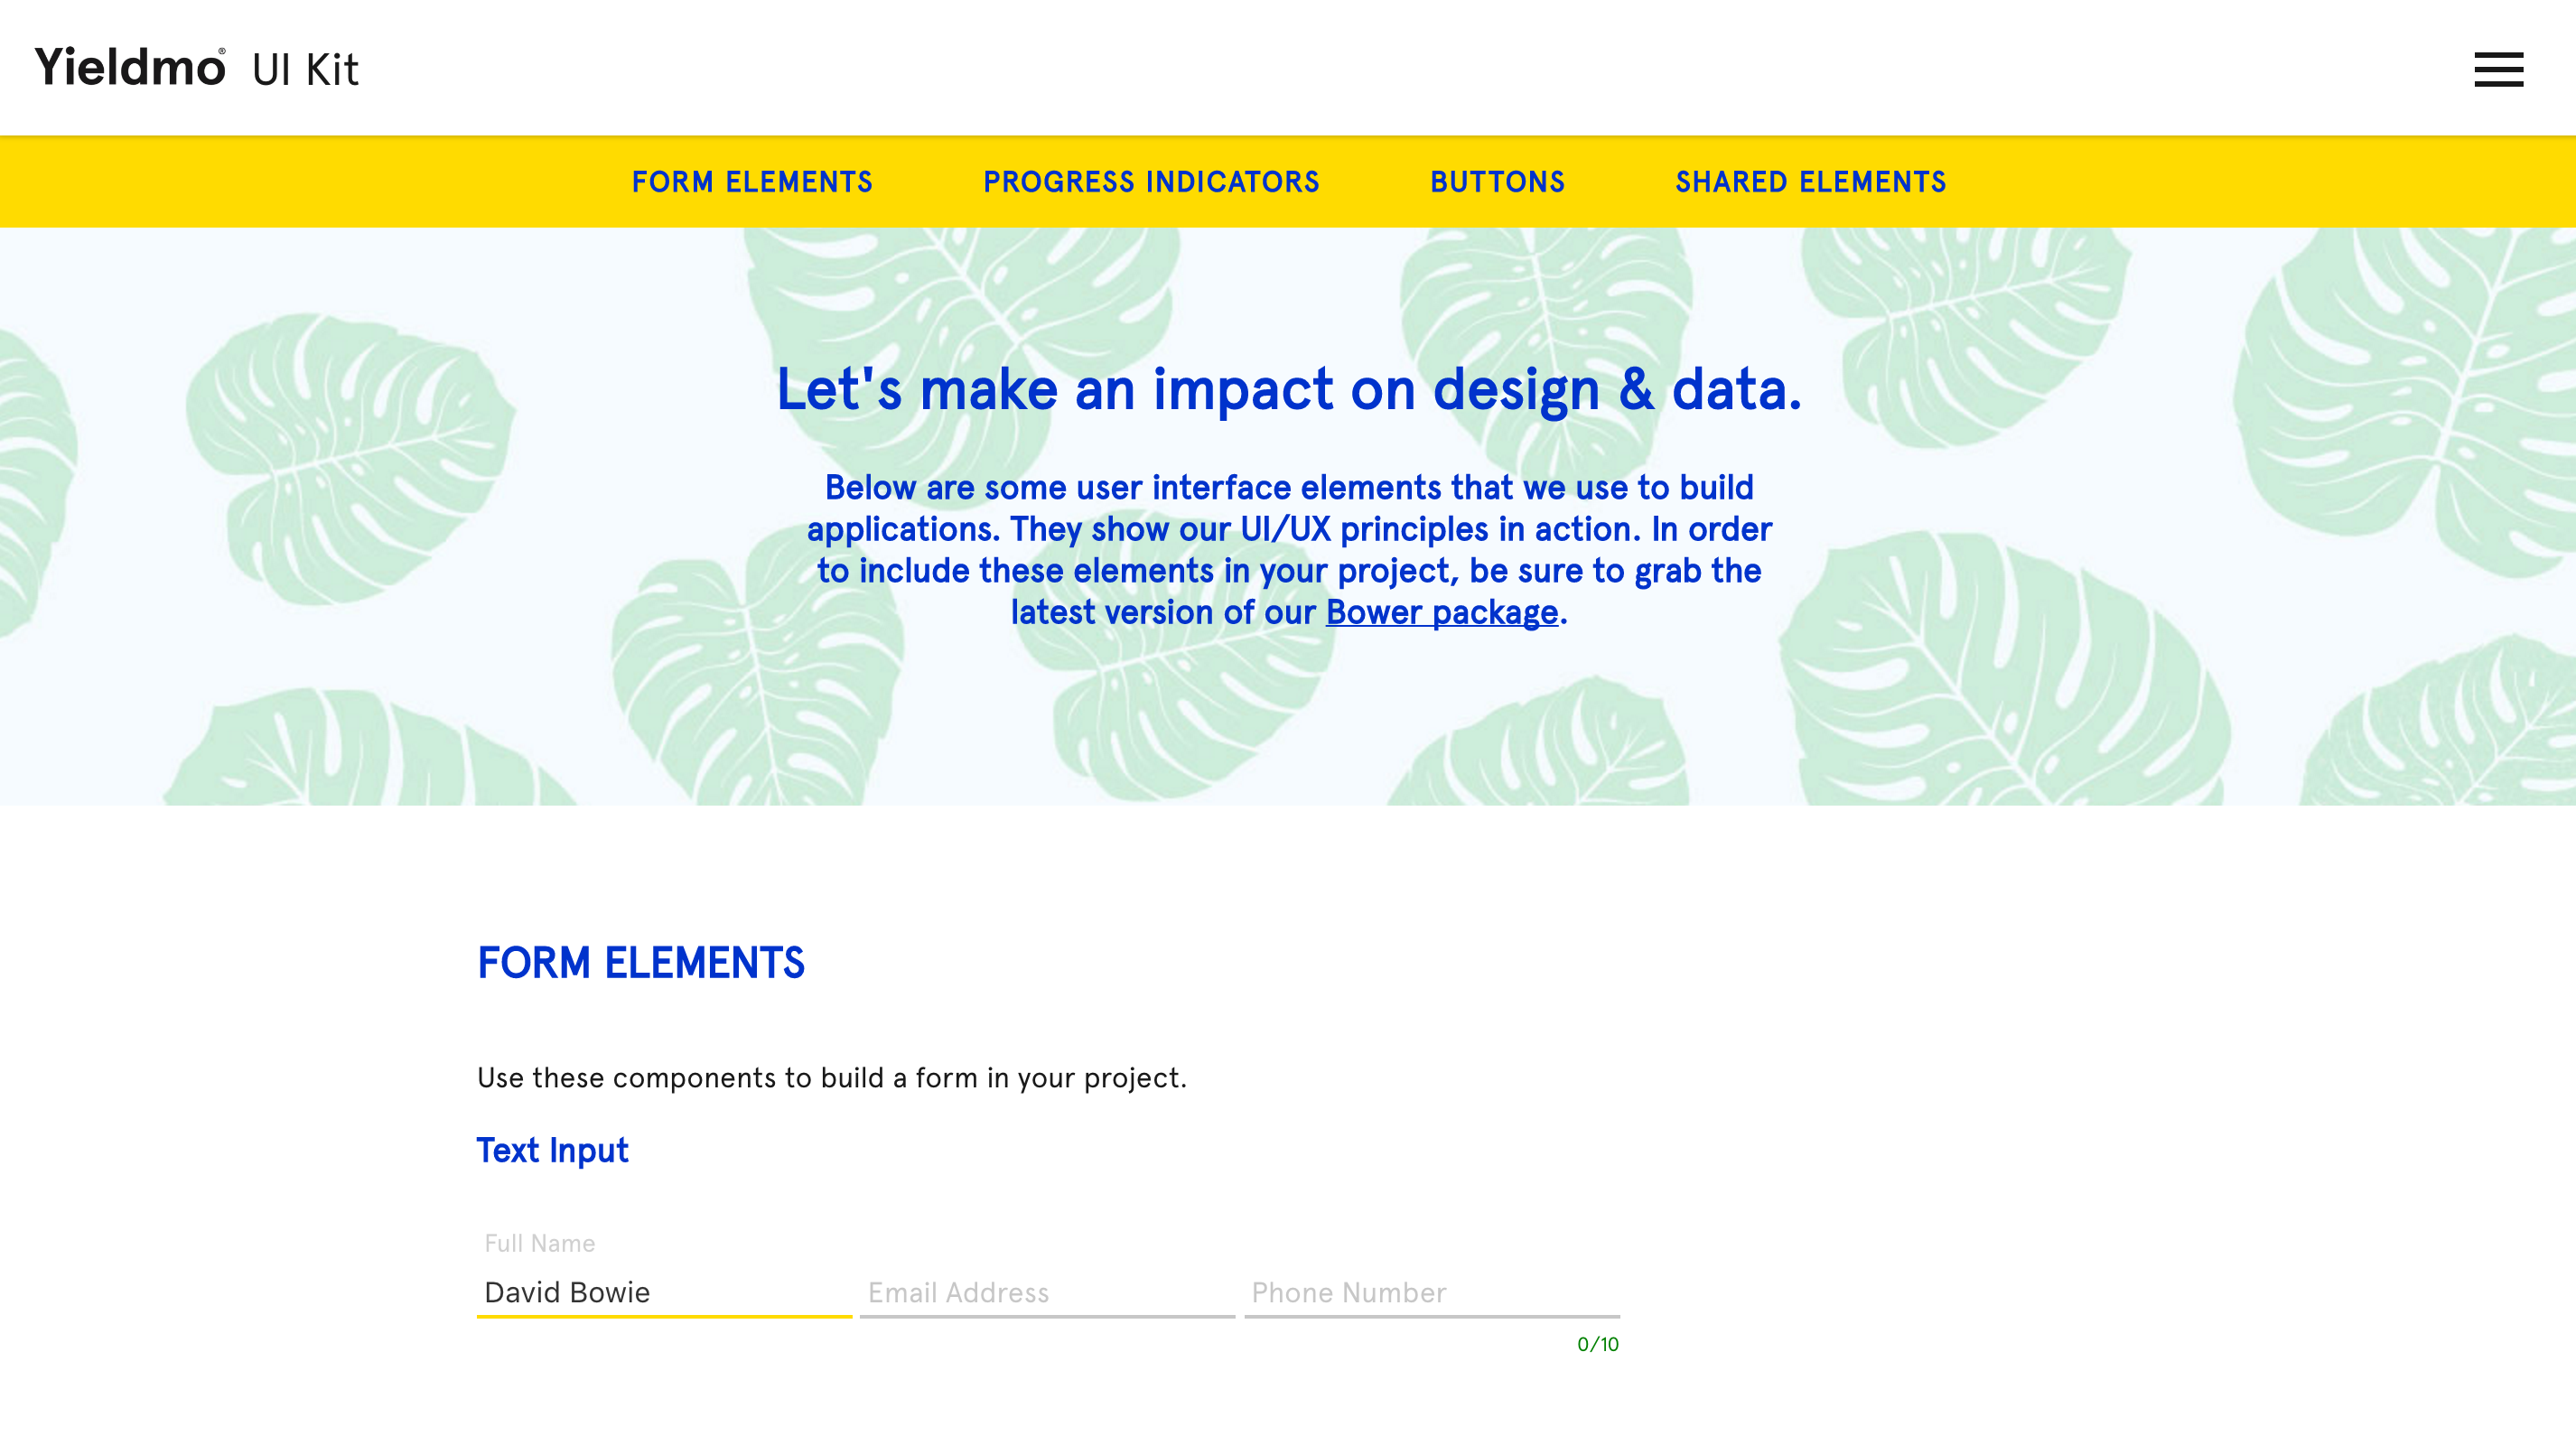 Yieldmo® UI Kit
FORM ELEMENTS
PROGRESS INDICATORS
BUTTONS
SHARED ELEMENTS
Let's make an impact on design & data.
Below are some user interface elements that we use to build
applications. They show our UI/UX principles in action. In order
to include these elements in your project, be sure to grab the
latest version of our Bower package.
FORM ELEMENTS
Use these components to build a form in your project.
Text Input
Full Name
David Bowie
Email Address
Phone Number
0/10